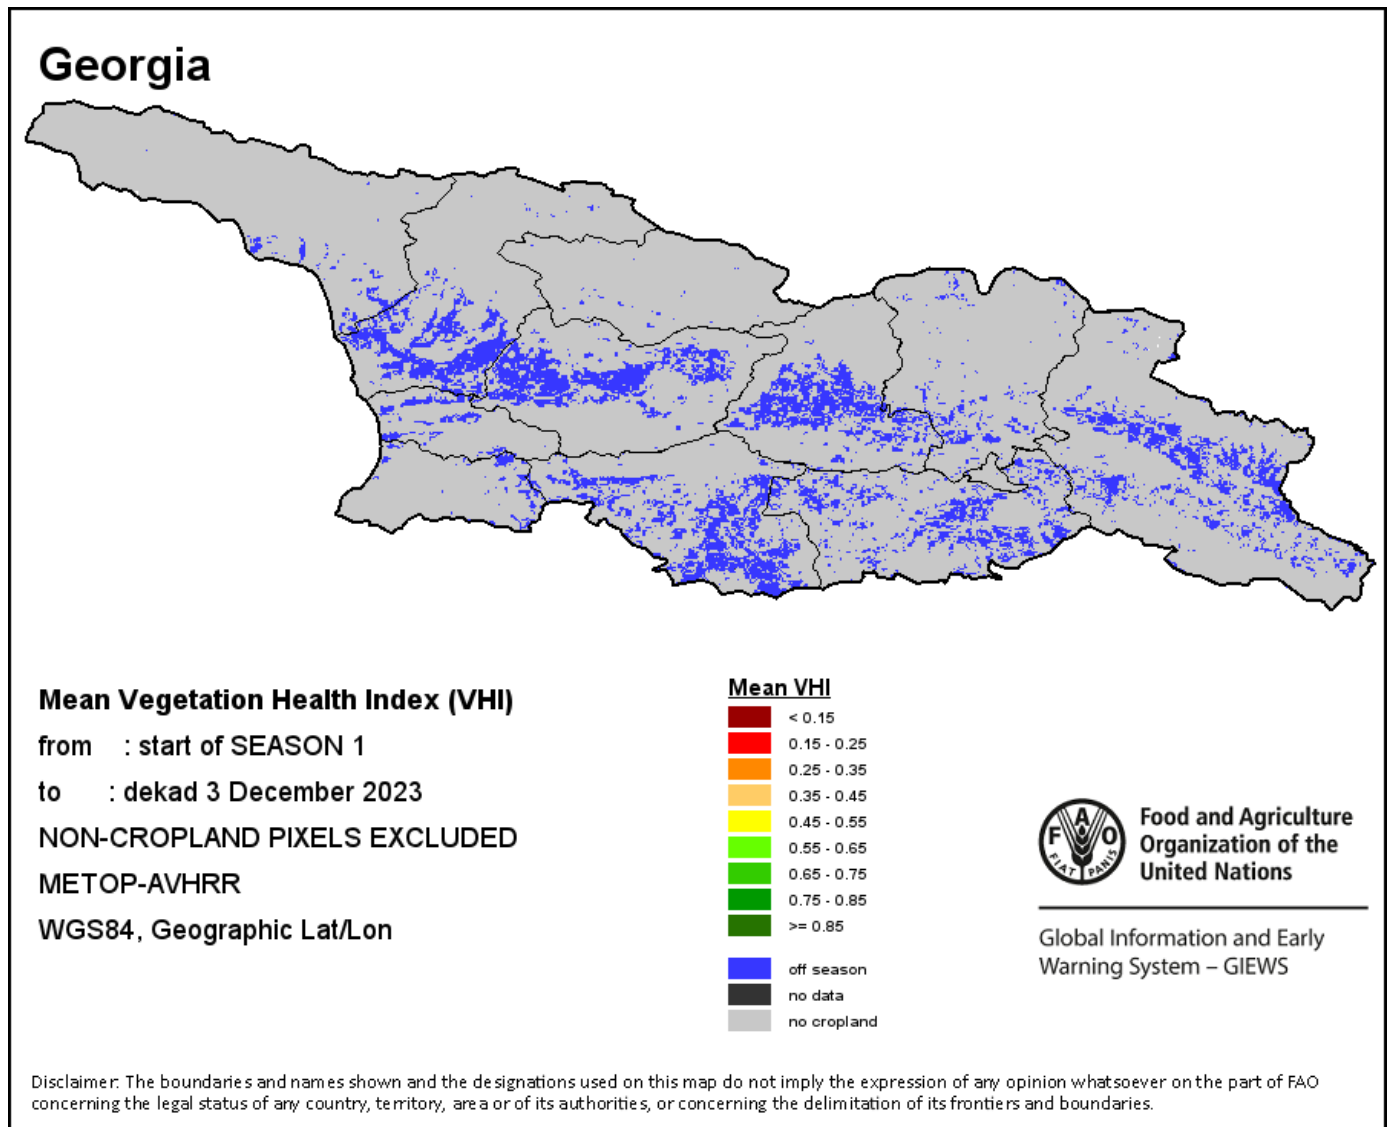 Georgia
Mean Vegetation Health Index (VHI)
from : start of SEASON 1
to : dekad 3 December 2023
NON-CROPLAND PIXELS EXCLUDED
METOP-AVHRR
WGS84, Geographic Lat/Lon
Mean VHI
< 0.15
0.15 - 0.25
0.25 - 0.35
0.35 - 0.45
0.45 - 0.55
0.55 - 0.65
0.65 - 0.75
0.75 - 0.85
>= 0.85
off season
no data
no cropland
F A O
FIAT PANIS
Food and Agriculture
Organization of the
United Nations
Global Information and Early
Warning System – GIEWS
Disclaimer: The boundaries and names shown and the designations used on this map do not imply the expression of any opinion whatsoever on the part of FAO
concerning the legal status of any country, territory, area or of its authorities, or concerning the delimitation of its frontiers and boundaries.